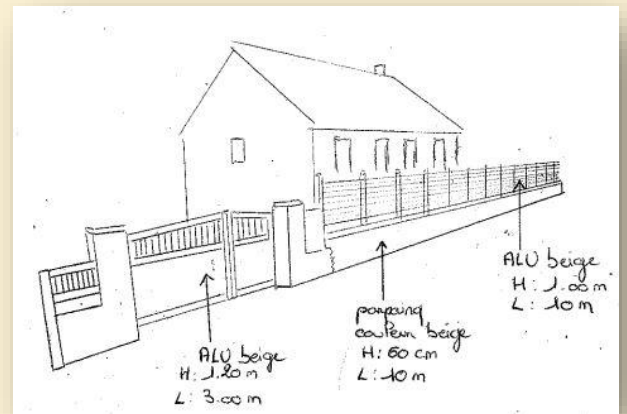 ALU beige
H: 1.20 m
L: 3.00 m
parpaing
couleur beige
H: 60 cm
L: 10 m
ALU beige
H: 1.00 m
L: 10 m